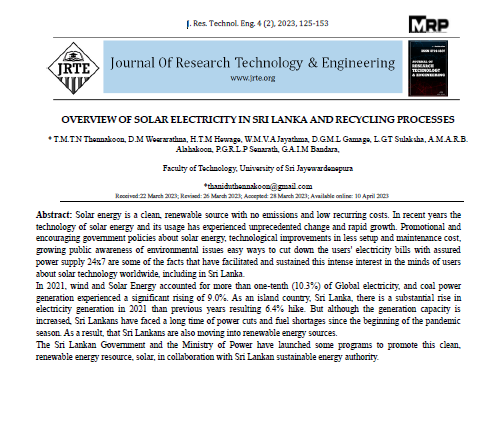 J. Res. Technol. Eng. 4 (2), 2023, 125-153
MRP
JRTE
Journal Of Research Technology & Engineering
www.jrte.org
JOURNAL OF
RESEARCH
TECHNOLOGY
& ENGINEERING
OVERVIEW OF SOLAR ELECTRICITY IN SRI LANKA AND RECYCLING PROCESSES
* T.M.T.N Thennakoon, D.M Weerarathna, H.T.M Hewage, W.M.V.A Jayathma, D.G.M.L Gamage, L.G.T Sulaksha, A.M.A.R.B.
Alahakoon, P.G.R.L.P Senarath, G.A.I.M Bandara,
Faculty of Technology, University of Sri Jayewardenepura
*thaniduthennakoon@gmail.com
Received:22 March 2023; Revised: 26 March 2023; Accepted: 28 March 2023; Available online: 10 April 2023
Abstract: Solar energy is a clean, renewable source with no emissions and low recurring costs. In recent years the
technology of solar energy and its usage has experienced unprecedented change and rapid growth. Promotional and
encouraging government policies about solar energy, technological improvements in less setup and maintenance cost,
growing public awareness of environmental issues easy ways to cut down the users' electricity bills with assured
power supply 24x7 are some of the facts that have facilitated and sustained this intense interest in the minds of users
about solar technology worldwide, including in Sri Lanka.
In 2021, wind and Solar Energy accounted for more than one-tenth (10.3%) of Global electricity, and coal power
generation experienced a significant rising of 9.0%. As an island country, Sri Lanka, there is a substantial rise in
electricity generation in 2021 than previous years resulting 6.4% hike. But although the generation capacity is
increased, Sri Lankans have faced a long time of power cuts and fuel shortages since the beginning of the pandemic
season. As a result, that Sri Lankans are also moving into renewable energy sources.
The Sri Lankan Government and the Ministry of Power have launched some programs to promote this clean,
renewable energy resource, solar, in collaboration with Sri Lankan sustainable energy authority.